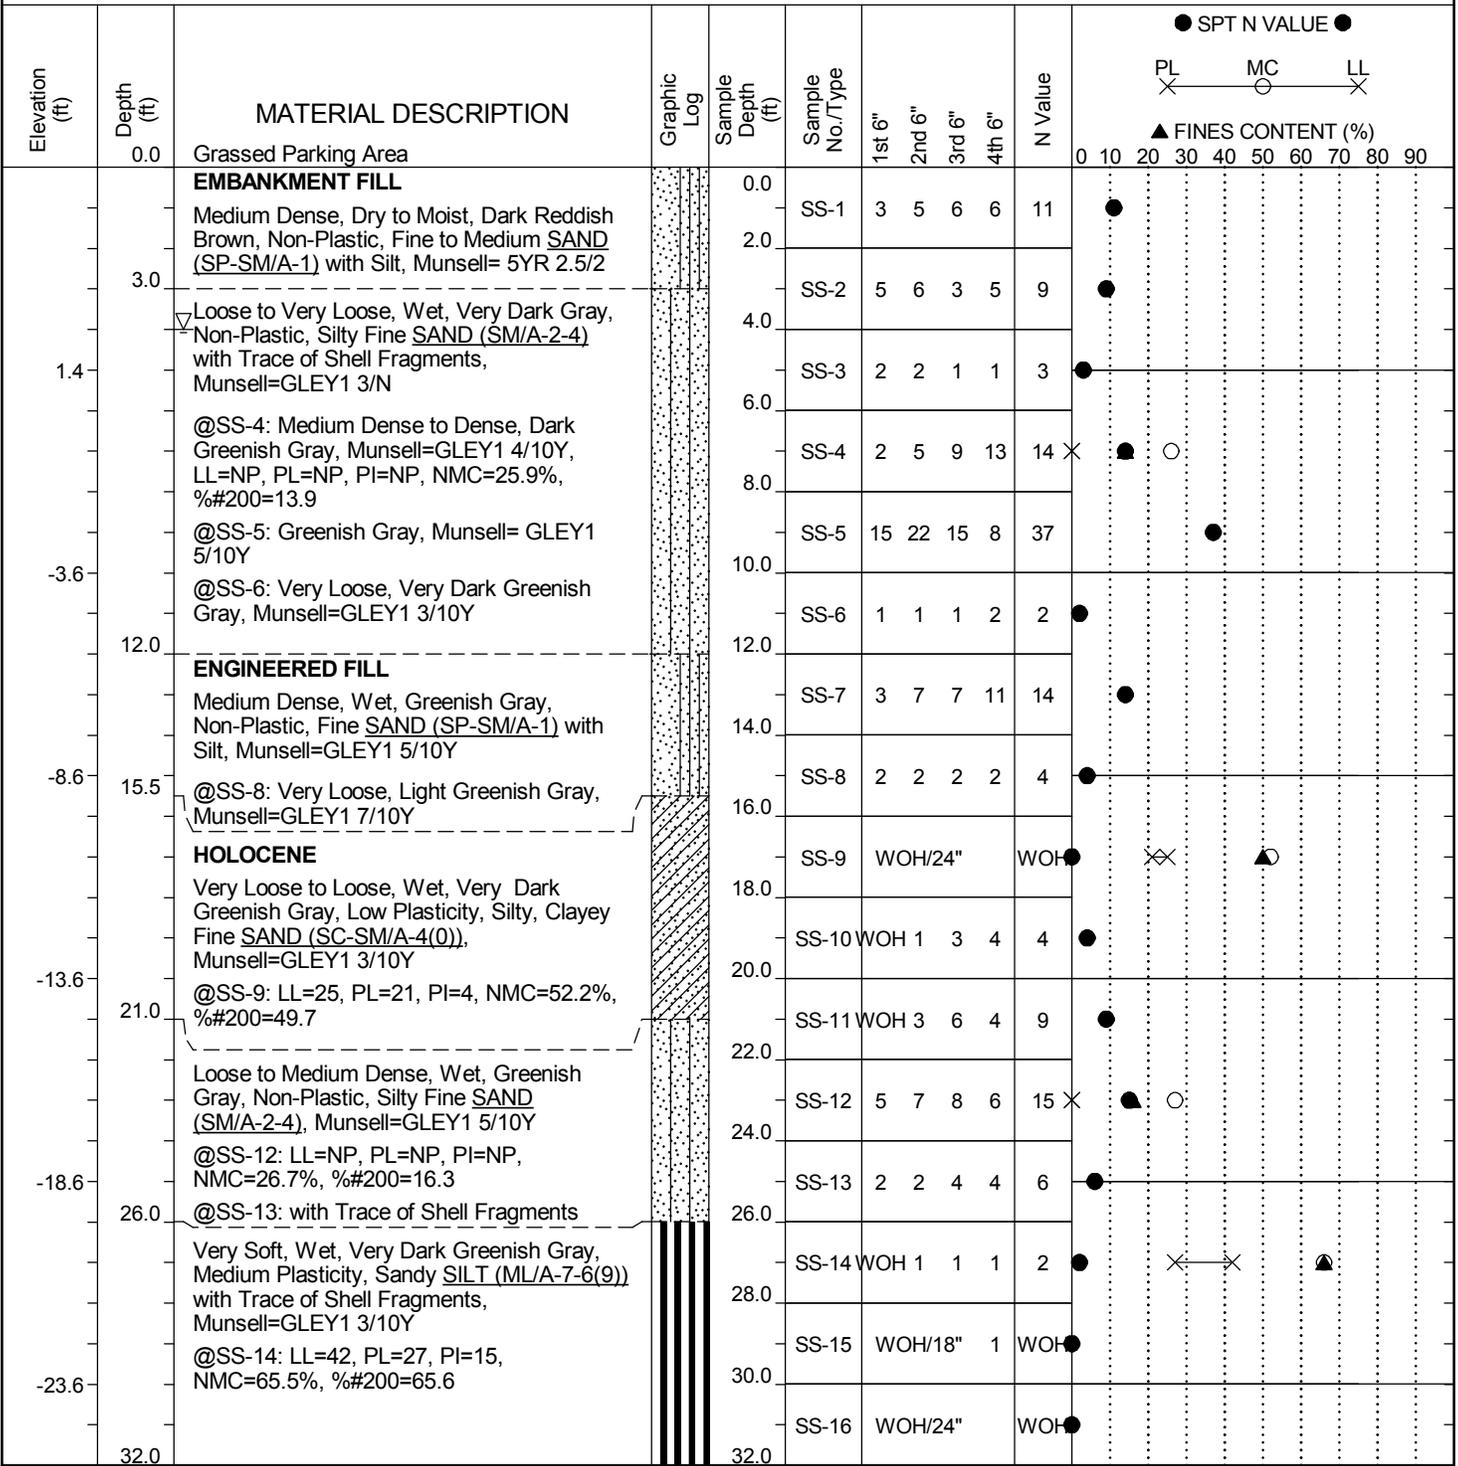 ● SPT N VALUE ●
PL MC LL
▲ FINES CONTENT (%)
0 10 20 30 40 50 60 70 80 90
Elevation (ft)
Depth (ft)
MATERIAL DESCRIPTION
Graphic Log
Sample Depth (ft)
Sample No./Type
1st 6"
2nd 6"
3rd 6"
4th 6"
N Value
0.0 Grassed Parking Area
EMBANKMENT FILL
Medium Dense, Dry to Moist, Dark Reddish
Brown, Non-Plastic, Fine to Medium SAND
(SP-SM/A-1) with Silt, Munsell= 5YR 2.5/2
3.0
Loose to Very Loose, Wet, Very Dark Gray,
Non-Plastic, Silty Fine SAND (SM/A-2-4)
with Trace of Shell Fragments,
Munsell=GLEY1 3/N
1.4
@SS-4: Medium Dense to Dense, Dark
Greenish Gray, Munsell=GLEY1 4/10Y,
LL=NP, PL=NP, PI=NP, NMC=25.9%,
%#200=13.9
@SS-5: Greenish Gray, Munsell= GLEY1
5/10Y
-3.6
@SS-6: Very Loose, Very Dark Greenish
Gray, Munsell=GLEY1 3/10Y
12.0
ENGINEERED FILL
Medium Dense, Wet, Greenish Gray,
Non-Plastic, Fine SAND (SP-SM/A-1) with
Silt, Munsell=GLEY1 5/10Y
-8.6
15.5
@SS-8: Very Loose, Light Greenish Gray,
Munsell=GLEY1 7/10Y
HOLOCENE
Very Loose to Loose, Wet, Very Dark
Greenish Gray, Low Plasticity, Silty, Clayey
Fine SAND (SC-SM/A-4(0)),
Munsell=GLEY1 3/10Y
-13.6
@SS-9: LL=25, PL=21, PI=4, NMC=52.2%,
%#200=49.7
21.0
Loose to Medium Dense, Wet, Greenish
Gray, Non-Plastic, Silty Fine SAND
(SM/A-2-4), Munsell=GLEY1 5/10Y
@SS-12: LL=NP, PL=NP, PI=NP,
NMC=26.7%, %#200=16.3
-18.6
@SS-13: with Trace of Shell Fragments
26.0
Very Soft, Wet, Very Dark Greenish Gray,
Medium Plasticity, Sandy SILT (ML/A-7-6(9))
with Trace of Shell Fragments,
Munsell=GLEY1 3/10Y
@SS-14: LL=42, PL=27, PI=15,
NMC=65.5%, %#200=65.6
-23.6
32.0
0.0
SS-1 3 5 6 6 11
2.0
SS-2 5 6 3 5 9
4.0
SS-3 2 2 1 1 3
6.0
SS-4 2 5 9 13 14
8.0
SS-5 15 22 15 8 37
10.0
SS-6 1 1 1 2 2
12.0
SS-7 3 7 7 11 14
14.0
SS-8 2 2 2 2 4
16.0
SS-9 WOH/24" WOH
18.0
SS-10 WOH 1 3 4 4
20.0
SS-11 WOH 3 6 4 9
22.0
SS-12 5 7 8 6 15
24.0
SS-13 2 2 4 4 6
26.0
SS-14 WOH 1 1 1 2
28.0
SS-15 WOH/18" 1 WOH
30.0
SS-16 WOH/24" WOH
32.0